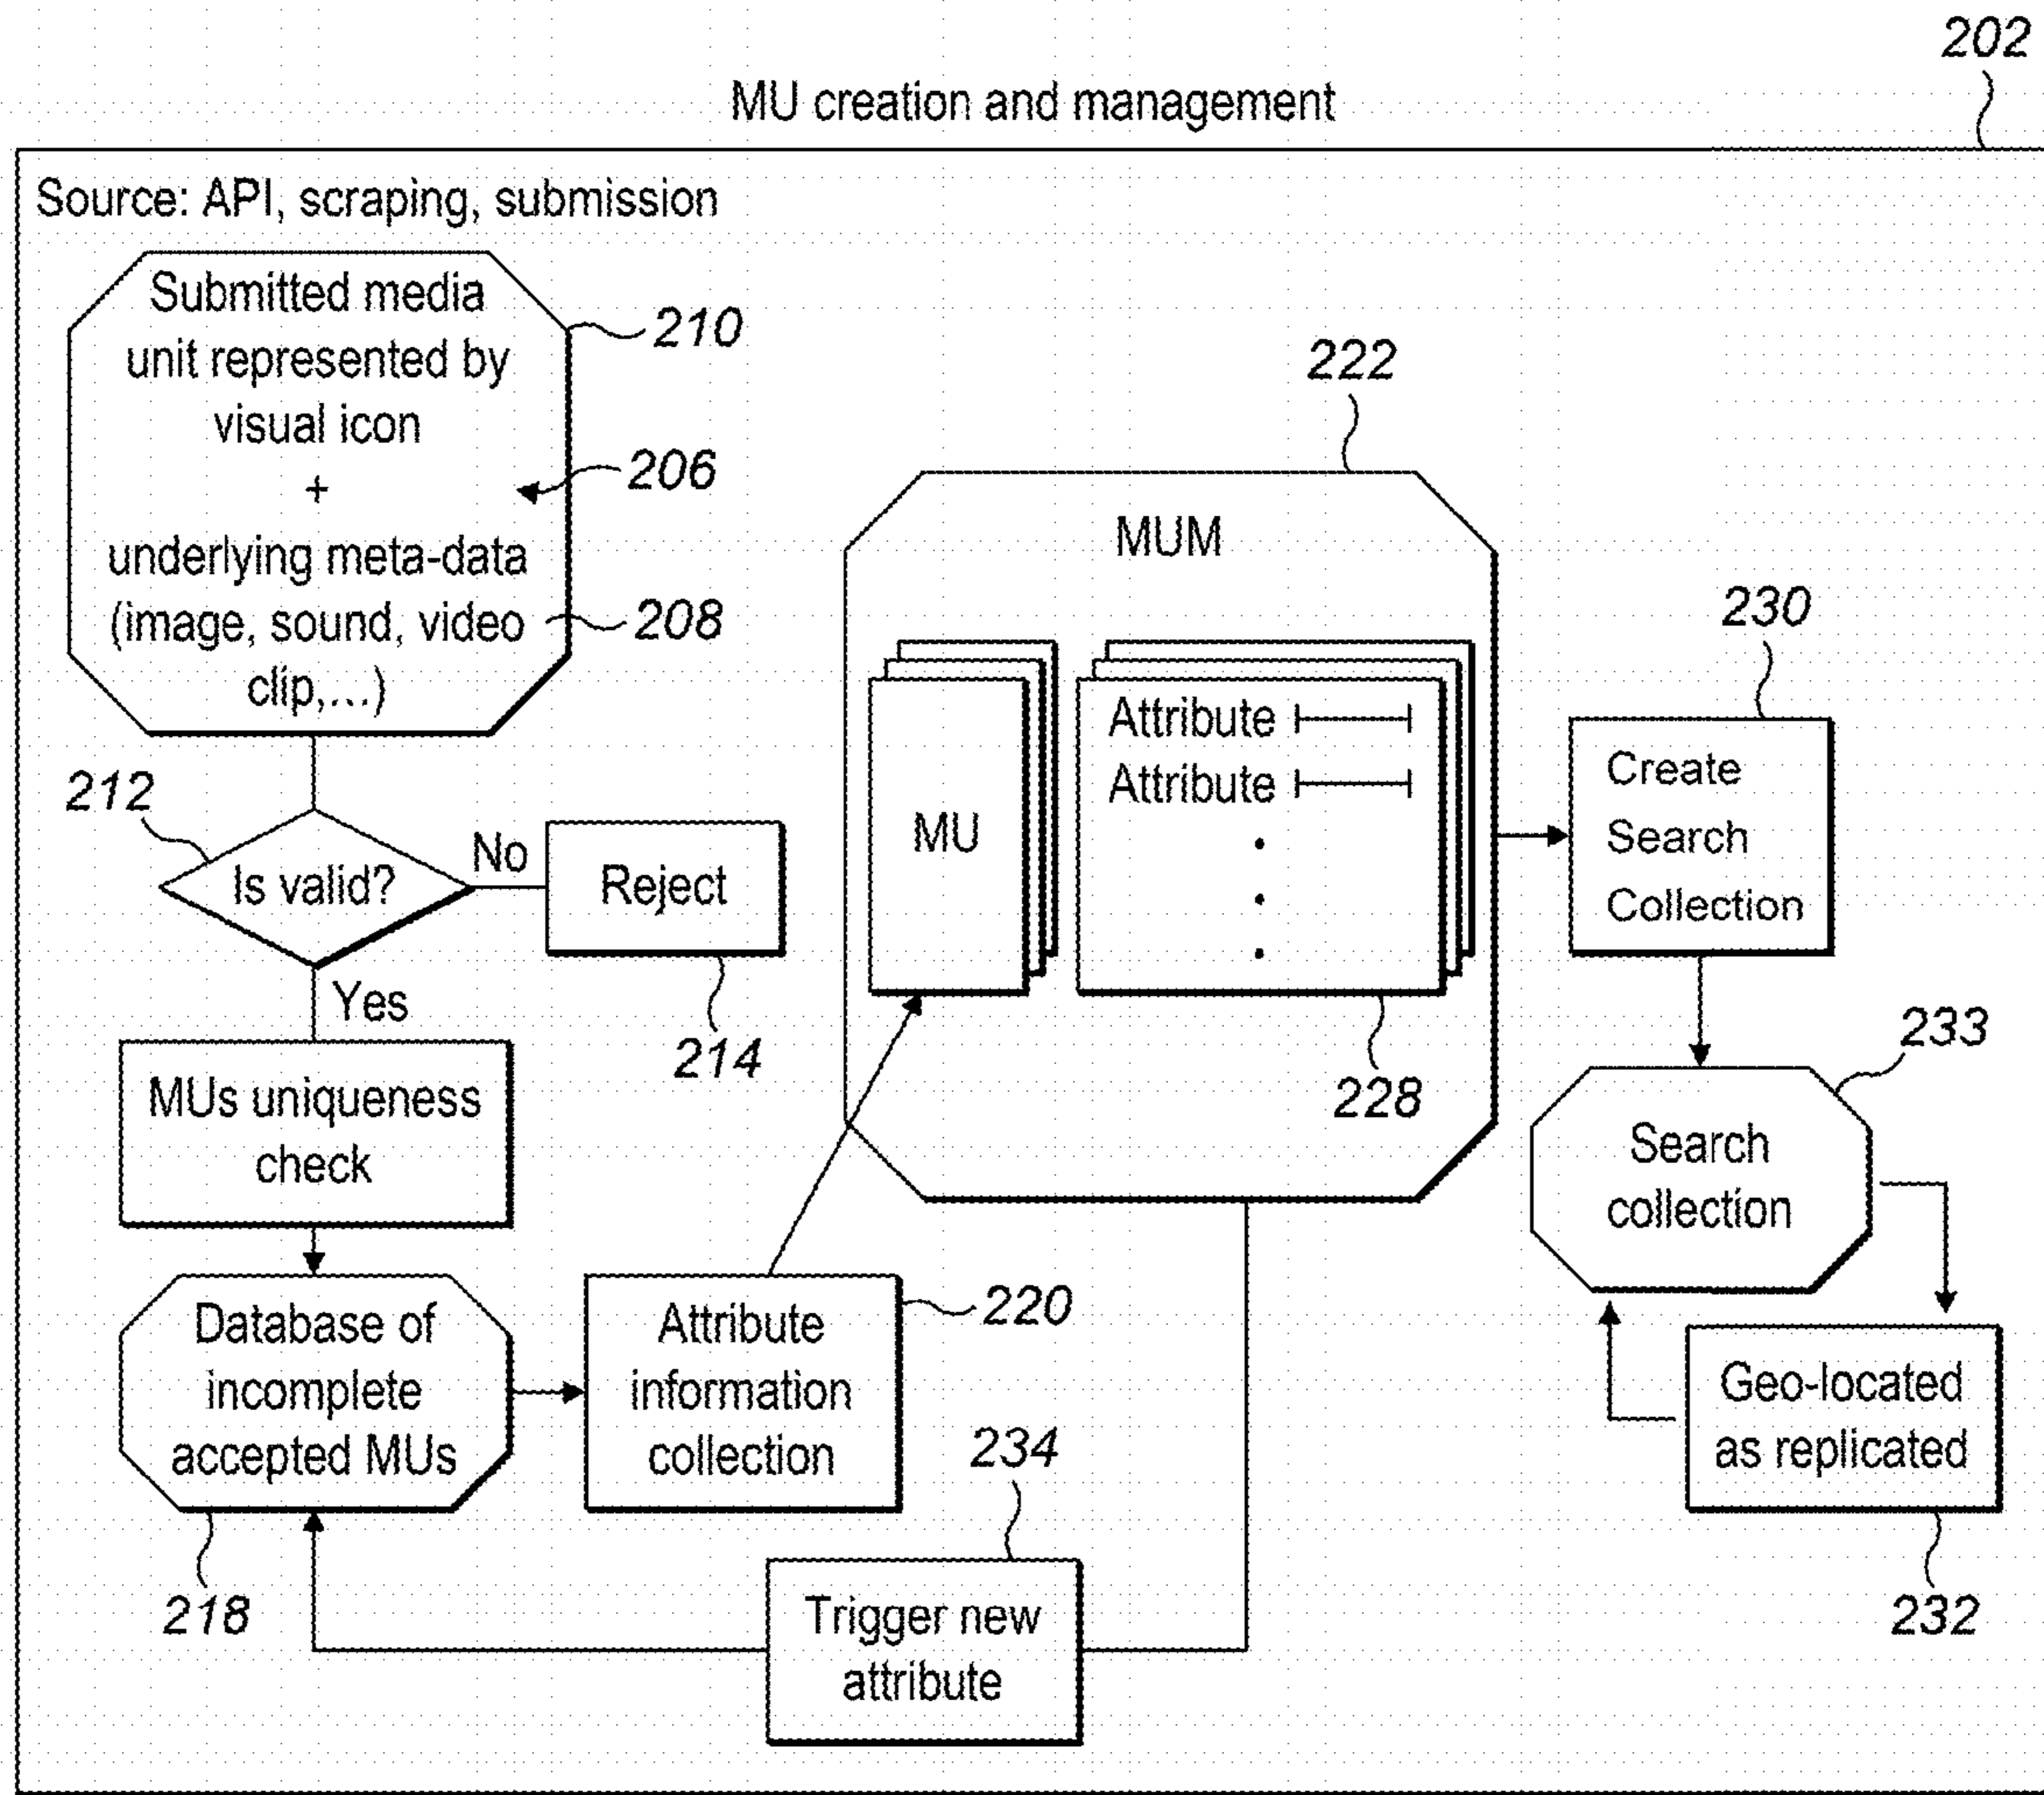 202
MU creation and management
Source: API, scraping, submission
Submitted media
unit represented by
visual icon
+
underlying meta-data
(image, sound, video
clip,...)
210
206
208
212
Is valid?
No
Reject
214
Yes
MUs uniqueness
check
Database of
incomplete
accepted MUs
218
Attribute
information
collection
220
222
MUM
MU
Attribute
Attribute
228
230
Create
Search
Collection
233
Search
collection
Geo-located
as replicated
232
234
Trigger new
attribute